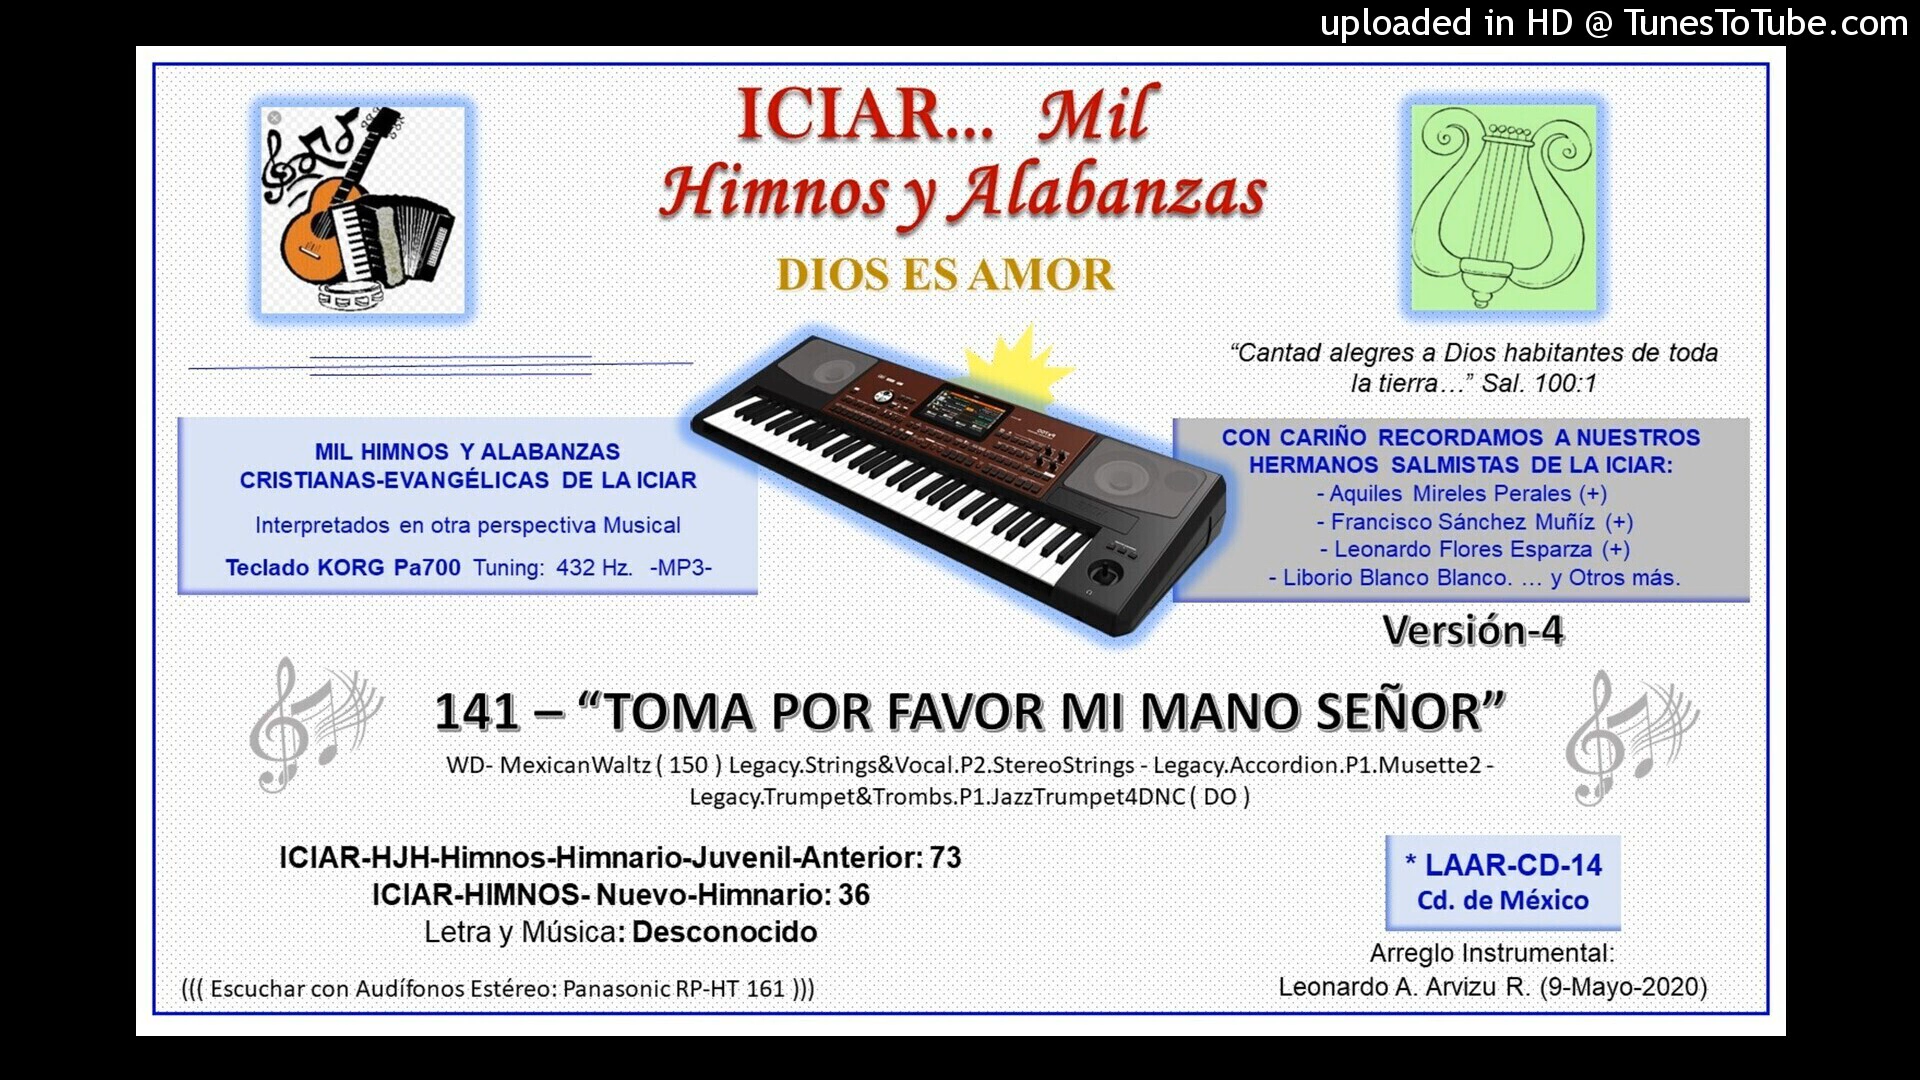 uploaded in HD @ TunesToTube.com
ICIAR... Mil
Himnos y Alabanzas
DIOS ES AMOR
“Cantad alegres a Dios habitantes de toda
la tierra…” Sal. 100:1
MIL HIMNOS Y ALABANZAS
CRISTIANAS-EVANGÉLICAS DE LA ICIAR
Interpretados en otra perspectiva Musical
Teclado KORG Pa700 Tuning: 432 Hz. -MP3-
CON CARIÑO RECORDAMOS A NUESTROS
HERMANOS SALMISTAS DE LA ICIAR:
- Aquiles Mireles Perales (+)
- Francisco Sánchez Muñíz (+)
- Leonardo Flores Esparza (+)
- Liborio Blanco Blanco. … y Otros más.
Versión-4
141 – “TOMA POR FAVOR MI MANO SEÑOR”
WD- MexicanWaltz ( 150 ) Legacy.Strings&Vocal.P2.StereoStrings - Legacy.Accordion.P1.Musette2 -
Legacy.Trumpet&Trombs.P1.JazzTrumpet4DNC ( DO )
ICIAR-HJH-Himnos-Himnario-Juvenil-Anterior: 73
ICIAR-HIMNOS- Nuevo-Himnario: 36
Letra y Música: Desconocido
((( Escuchar con Audífonos Estéreo: Panasonic RP-HT 161 )))
* LAAR-CD-14
Cd. de México
Arreglo Instrumental:
Leonardo A. Arvizu R. (9-Mayo-2020)